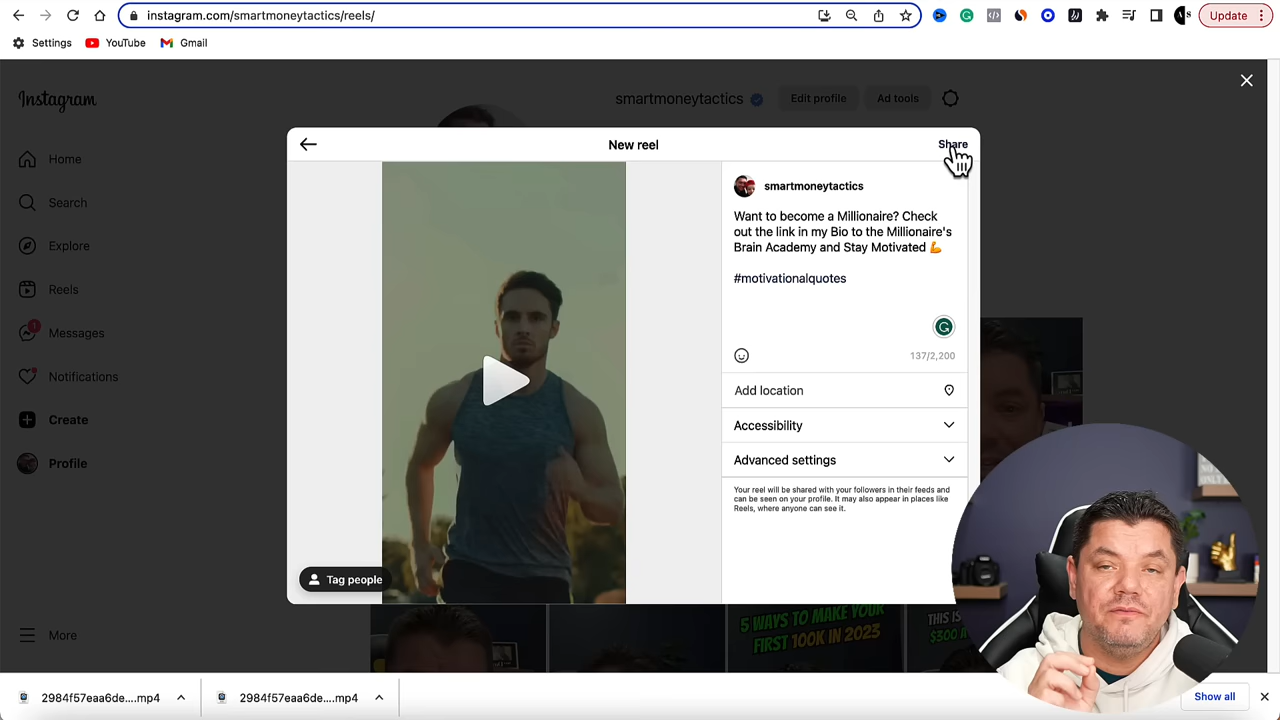 instagram.com/smartmoneytactics/reels/
Update
Settings
YouTube
Gmail
Instagram
smartmoneytactics
Edit profile
Ad tools
New reel
Share
Home
Search
Explore
Reels
1
Messages
Notifications
Create
Profile
More
smartmoneytactics
Want to become a Millionaire? Check
out the link in my Bio to the Millionaire's
Brain Academy and Stay Motivated 💪
#motivationalquotes
137/2,200
Add location
Accessibility
Advanced settings
Your reel will be shared with your followers in their feeds and
can be seen on your profile. It may also appear in places like
Reels, where anyone can see it.
Tag people
5 WAYS TO MAKE YOUR
FIRST 100K IN 2023
THIS IS
$300 A
2984f57eaa6de....mp4
2984f57eaa6de....mp4
Show all